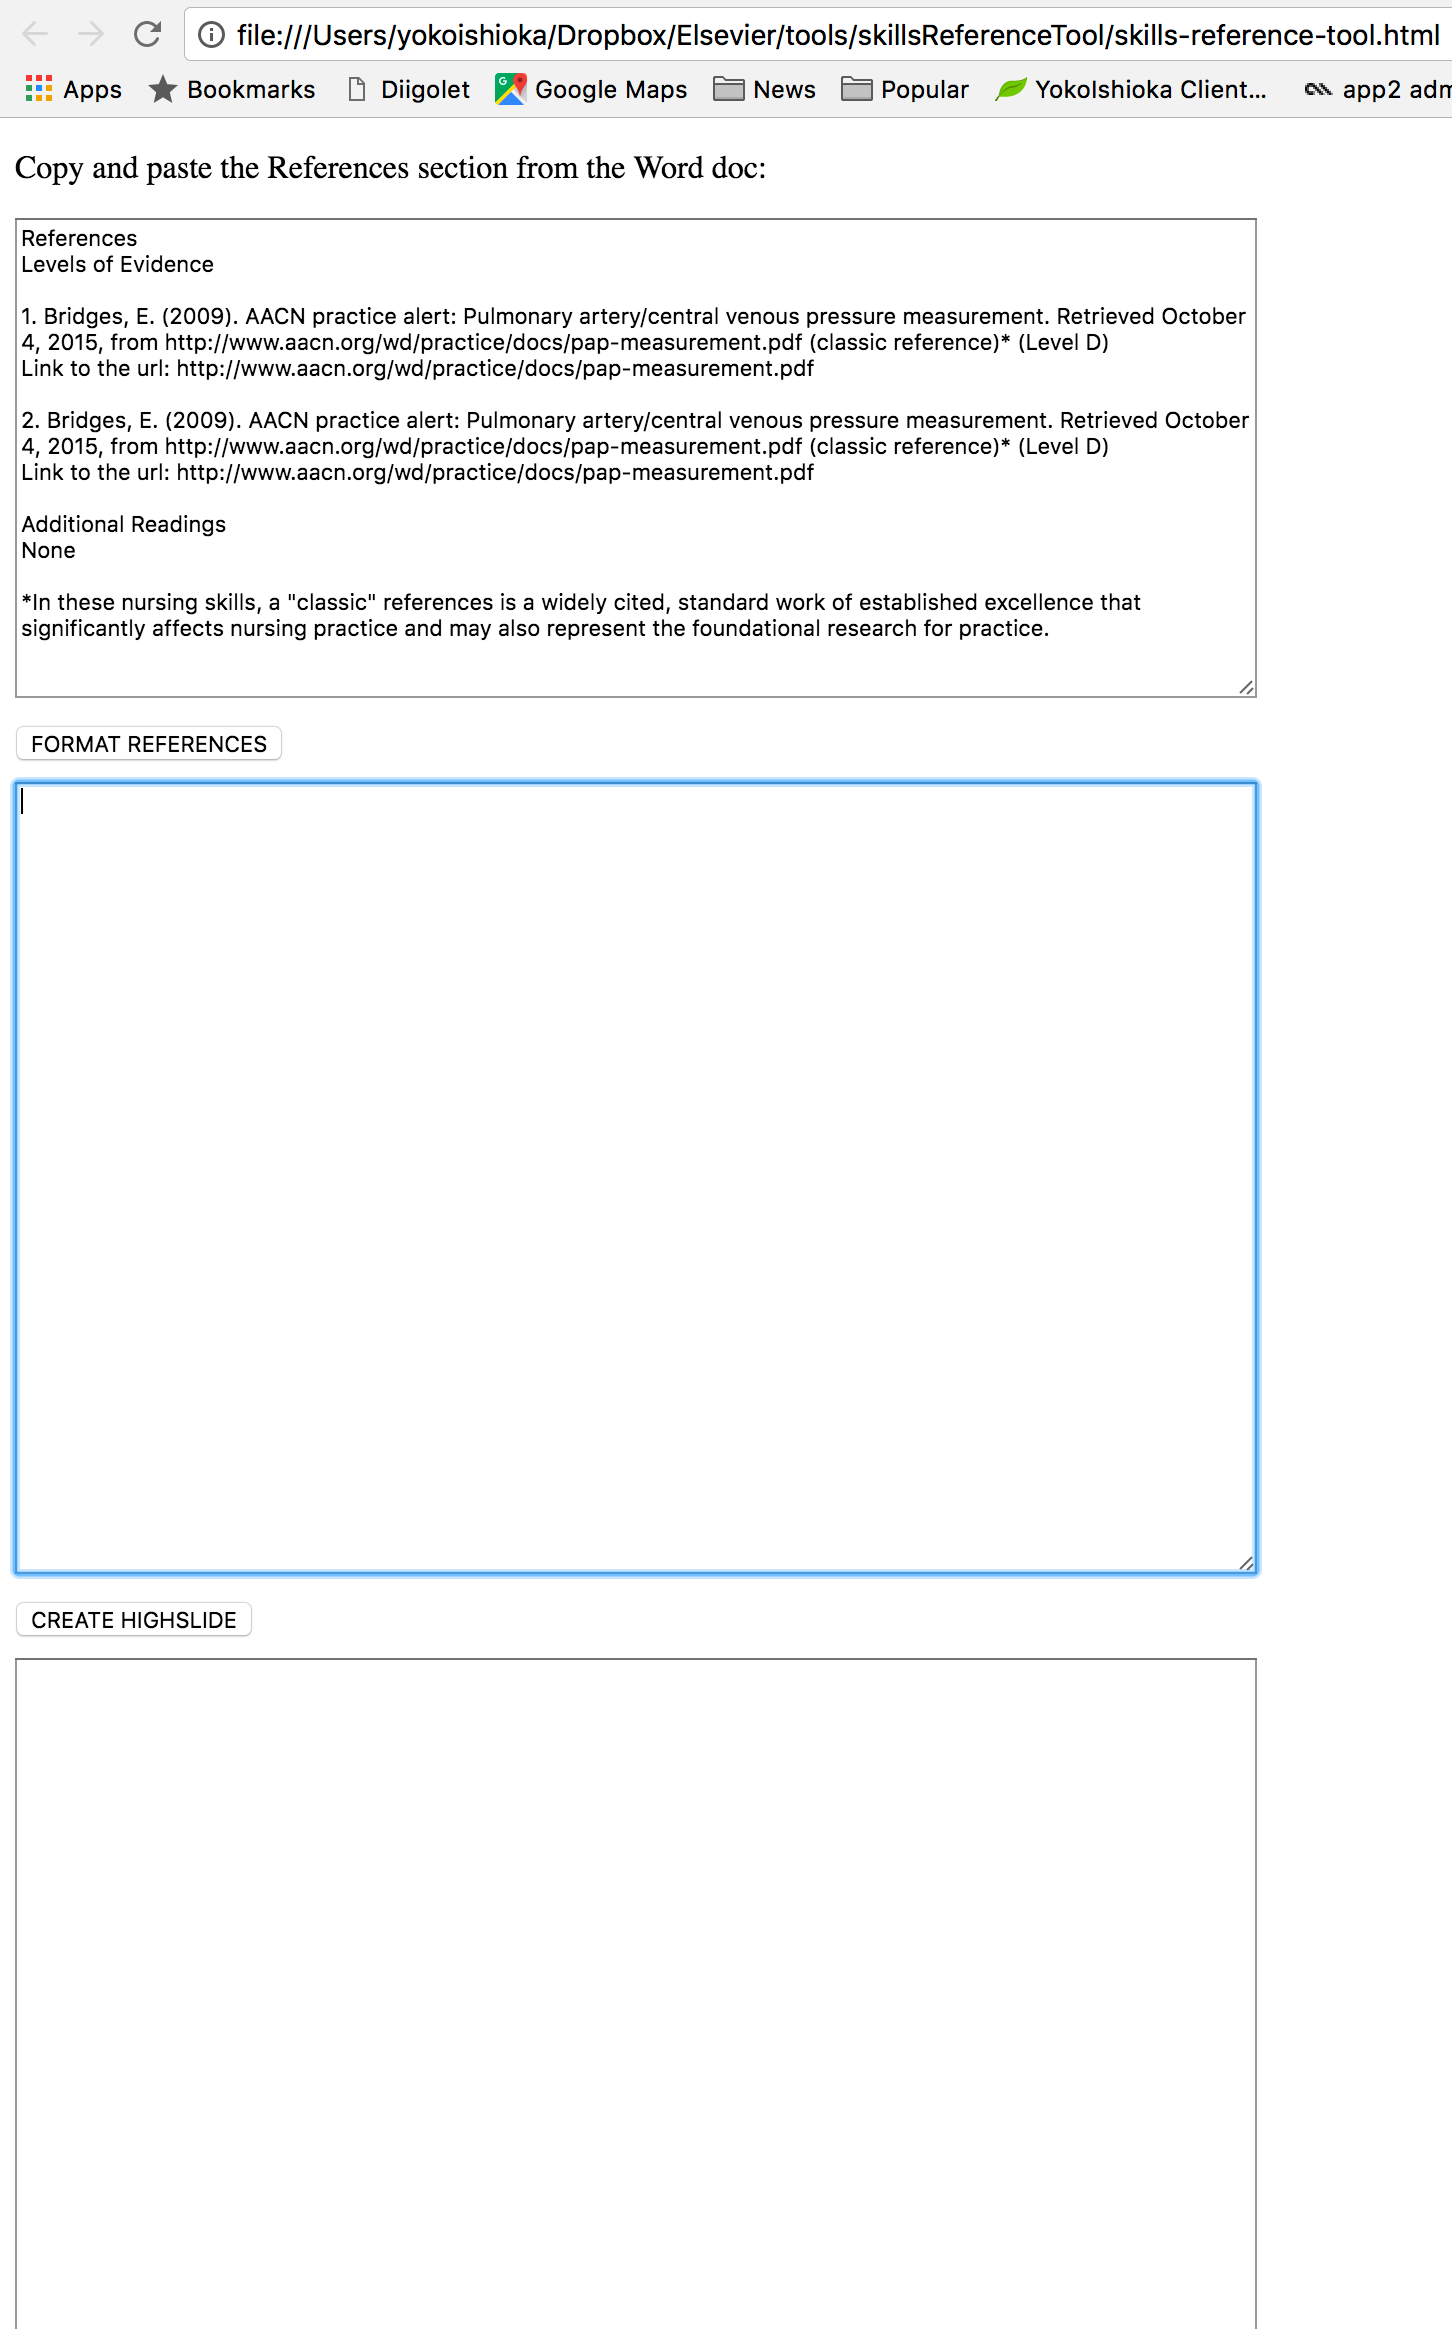 file:///Users/yokoishioka/Dropbox/Elsevier/tools/skillsReferenceTool/skills-reference-tool.html
Apps Bookmarks Diigolet Google Maps News Popular YokoIshioka Client... app2 adm
Copy and paste the References section from the Word doc:
References
Levels of Evidence
1. Bridges, E. (2009). AACN practice alert: Pulmonary artery/central venous pressure measurement. Retrieved October
4, 2015, from http://www.aacn.org/wd/practice/docs/pap-measurement.pdf (classic reference)* (Level D)
Link to the url: http://www.aacn.org/wd/practice/docs/pap-measurement.pdf
2. Bridges, E. (2009). AACN practice alert: Pulmonary artery/central venous pressure measurement. Retrieved October
4, 2015, from http://www.aacn.org/wd/practice/docs/pap-measurement.pdf (classic reference)* (Level D)
Link to the url: http://www.aacn.org/wd/practice/docs/pap-measurement.pdf
Additional Readings
None
*In these nursing skills, a "classic" references is a widely cited, standard work of established excellence that
significantly affects nursing practice and may also represent the foundational research for practice.
FORMAT REFERENCES
CREATE HIGHSLIDE